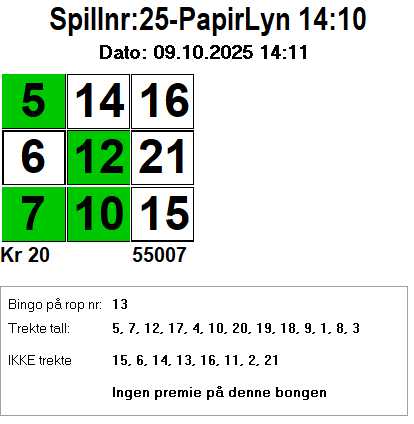 Spillnr:25-PapirLyn 14:10
Dato: 09.10.2025 14:11
5 14 16
6 12 21
7 10 15
Kr 20 55007
Bingo på rop nr: 13
Trekte tall: 5, 7, 12, 17, 4, 10, 20, 19, 18, 9, 1, 8, 3
IKKE trekte 15, 6, 14, 13, 16, 11, 2, 21
Ingen premie på denne bongen